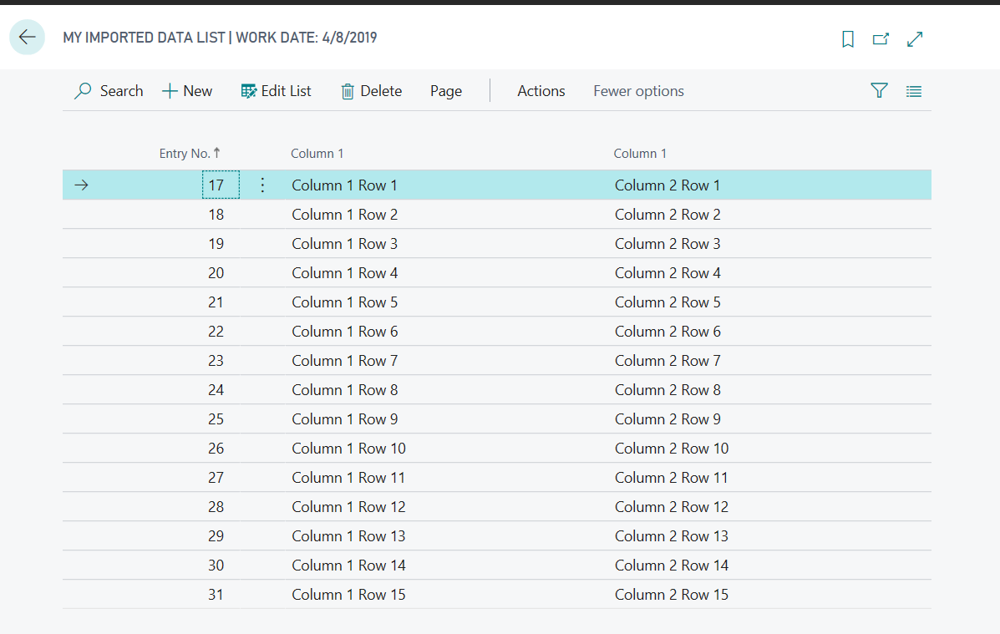 MY IMPORTED DATA LIST | WORK DATE: 4/8/2019
Search New Edit List Delete Page Actions Fewer options
Entry No.↑ Column 1 Column 1
17 Column 1 Row 1 Column 2 Row 1
18 Column 1 Row 2 Column 2 Row 2
19 Column 1 Row 3 Column 2 Row 3
20 Column 1 Row 4 Column 2 Row 4
21 Column 1 Row 5 Column 2 Row 5
22 Column 1 Row 6 Column 2 Row 6
23 Column 1 Row 7 Column 2 Row 7
24 Column 1 Row 8 Column 2 Row 8
25 Column 1 Row 9 Column 2 Row 9
26 Column 1 Row 10 Column 2 Row 10
27 Column 1 Row 11 Column 2 Row 11
28 Column 1 Row 12 Column 2 Row 12
29 Column 1 Row 13 Column 2 Row 13
30 Column 1 Row 14 Column 2 Row 14
31 Column 1 Row 15 Column 2 Row 15